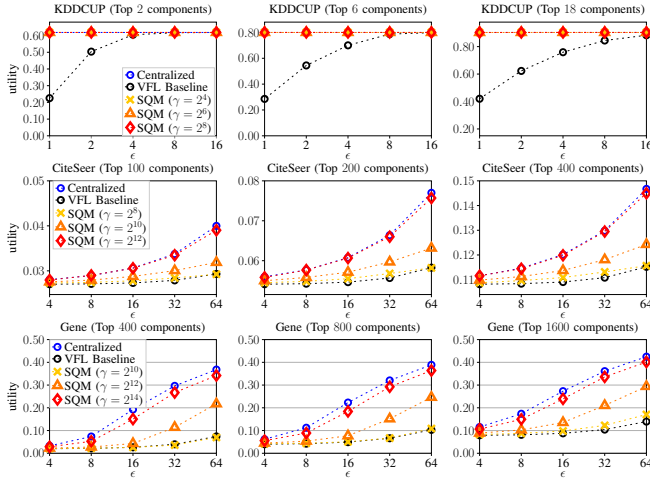 KDDCUP (Top 2 components)
KDDCUP (Top 6 components)
KDDCUP (Top 18 components)
utility
0.60
0.50
0.40
0.30
0.20
0.10
0.00
1 2 4 8 16
ϵ
Centralized
VFL Baseline
SQM (γ = 2^4)
SQM (γ = 2^6)
SQM (γ = 2^8)
0.80
0.60
0.40
0.20
0.00
1 2 4 8 16
ϵ
0.80
0.60
0.40
0.20
1 2 4 8 16
ϵ
CiteSeer (Top 100 components)
CiteSeer (Top 200 components)
CiteSeer (Top 400 components)
utility
0.05
0.04
0.03
4 8 16 32 64
ϵ
Centralized
VFL Baseline
SQM (γ = 2^8)
SQM (γ = 2^10)
SQM (γ = 2^12)
0.08
0.07
0.06
4 8 16 32 64
ϵ
0.15
0.14
0.13
0.12
0.11
4 8 16 32 64
ϵ
Gene (Top 400 components)
Gene (Top 800 components)
Gene (Top 1600 components)
utility
0.50
0.40
0.30
0.20
0.10
0.00
4 8 16 32 64
ϵ
Centralized
VFL Baseline
SQM (γ = 2^10)
SQM (γ = 2^12)
SQM (γ = 2^14)
0.50
0.40
0.30
0.20
0.10
0.00
4 8 16 32 64
ϵ
0.50
0.40
0.30
0.20
0.10
0.00
4 8 16 32 64
ϵ